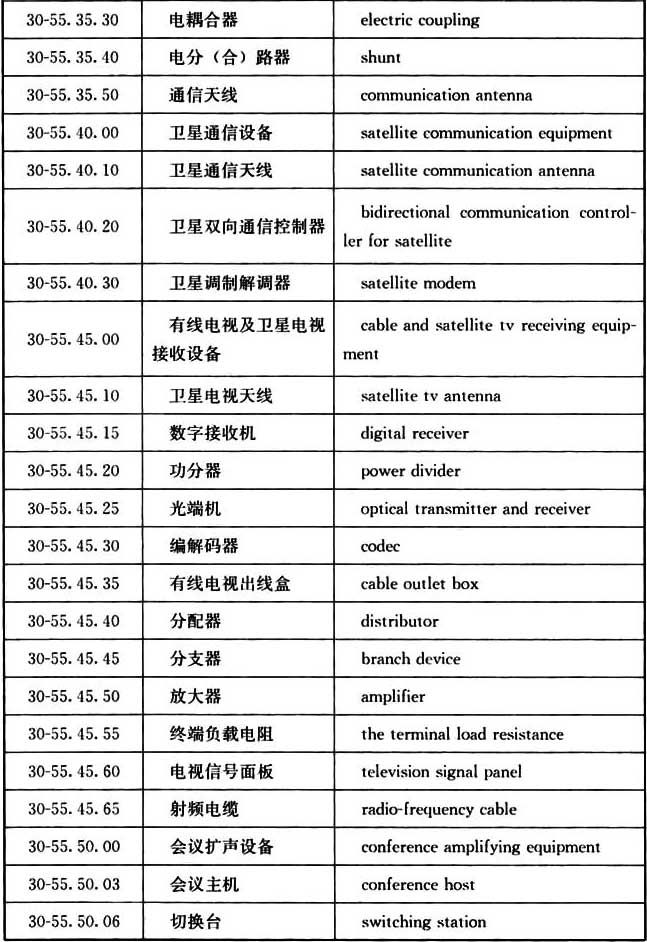 30-55.35.30 电耦合器 electric coupling
30-55.35.40 电分（合）路器 shunt
30-55.35.50 通信天线 communication antenna
30-55.40.00 卫星通信设备 satellite communication equipment
30-55.40.10 卫星通信天线 satellite communication antenna
30-55.40.20 卫星双向通信控制器 bidirectional communication control-
ler for satellite
30-55.40.30 卫星调制解调器 satellite modem
30-55.45.00 有线电视及卫星电视 cable and satellite tv receiving equip-
接收设备 ment
30-55.45.10 卫星电视天线 satellite tv antenna
30-55.45.15 数字接收机 digital receiver
30-55.45.20 功分器 power divider
30-55.45.25 光端机 optical transmitter and receiver
30-55.45.30 编解码器 codec
30-55.45.35 有线电视出线盒 cable outlet box
30-55.45.40 分配器 distributor
30-55.45.45 分支器 branch device
30-55.45.50 放大器 amplifier
30-55.45.55 终端负载电阻 the terminal load resistance
30-55.45.60 电视信号面板 television signal panel
30-55.45.65 射频电缆 radio-frequency cable
30-55.50.00 会议扩声设备 conference amplifying equipment
30-55.50.03 会议主机 conference host
30-55.50.06 切换台 switching station